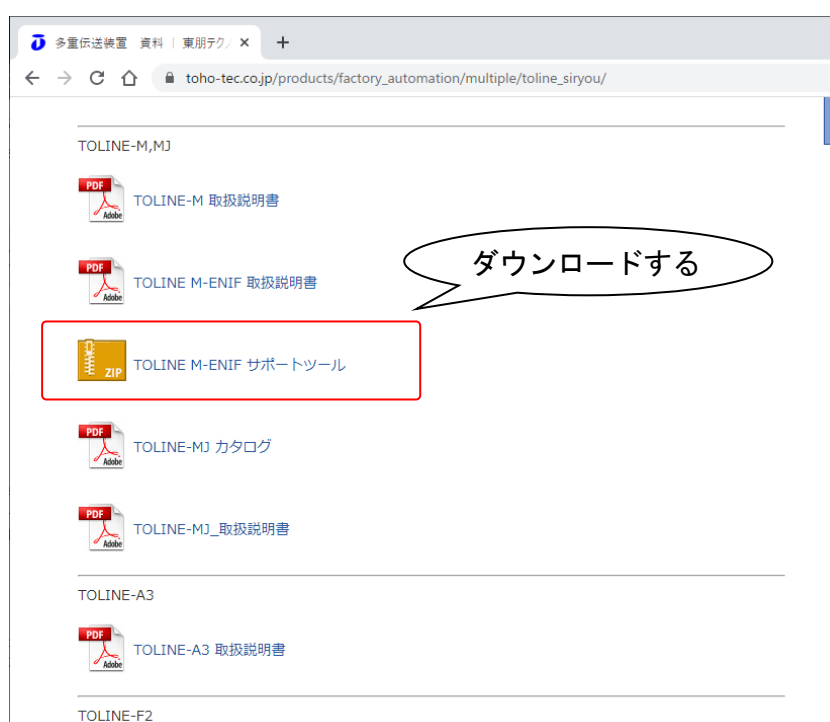 多重伝送装置 資料 | 東朋テク
toho-tec.co.jp/products/factory_automation/multiple/toline_siryou/
TOLINE-M,MJ
PDF
Adobe
TOLINE-M 取扱説明書
ダウンロードする
PDF
Adobe
TOLINE M-ENIF 取扱説明書
ZIP
TOLINE M-ENIF サポートツール
PDF
Adobe
TOLINE-MJ カタログ
PDF
Adobe
TOLINE-MJ_取扱説明書
TOLINE-A3
PDF
Adobe
TOLINE-A3 取扱説明書
TOLINE-F2